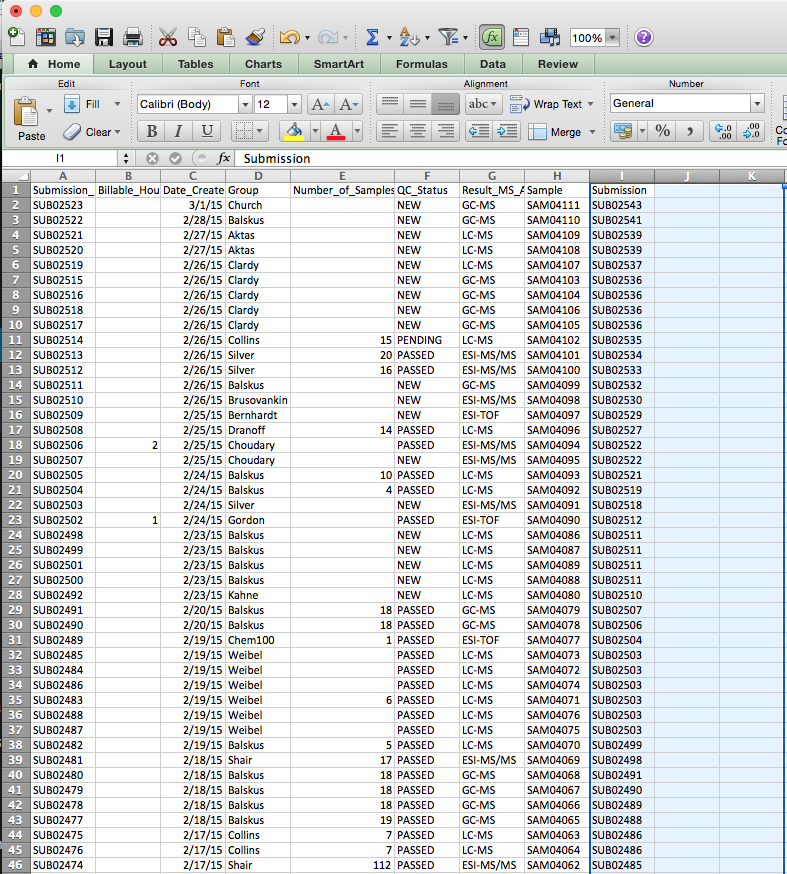 100%
fx
Home Layout Tables Charts SmartArt Formulas Data Review
Edit Font Alignment Number
Paste Fill Calibri (Body) 12 A A abc Wrap Text General
Clear B I U A Merge % , .0 .00 .00 .0
I1 fx Submission
A B C D E F G H I J K
1 Submission_ Billable_Hou Date_Create Group Number_of_Samples QC_Status Result_MS_A Sample Submission
2 SUB02523 3/1/15 Church NEW GC-MS SAM04111 SUB02543
3 SUB02522 2/28/15 Balskus NEW GC-MS SAM04110 SUB02541
4 SUB02521 2/27/15 Aktas NEW LC-MS SAM04109 SUB02539
5 SUB02520 2/27/15 Aktas NEW LC-MS SAM04108 SUB02539
6 SUB02519 2/26/15 Clardy NEW LC-MS SAM04107 SUB02537
7 SUB02515 2/26/15 Clardy NEW GC-MS SAM04103 SUB02536
8 SUB02516 2/26/15 Clardy NEW GC-MS SAM04104 SUB02536
9 SUB02518 2/26/15 Clardy NEW GC-MS SAM04106 SUB02536
10 SUB02517 2/26/15 Clardy NEW GC-MS SAM04105 SUB02536
11 SUB02514 2/26/15 Collins 15 PENDING LC-MS SAM04102 SUB02535
12 SUB02513 2/26/15 Silver 20 PASSED ESI-MS/MS SAM04101 SUB02534
13 SUB02512 2/26/15 Silver 16 PASSED ESI-MS/MS SAM04100 SUB02533
14 SUB02511 2/26/15 Balskus NEW GC-MS SAM04099 SUB02532
15 SUB02510 2/26/15 Brusovankin NEW ESI-MS/MS SAM04098 SUB02530
16 SUB02509 2/25/15 Bernhardt NEW ESI-TOF SAM04097 SUB02529
17 SUB02508 2/25/15 Dranoff 14 PASSED LC-MS SAM04096 SUB02527
18 SUB02506 2 2/25/15 Choudary PASSED ESI-MS/MS SAM04094 SUB02522
19 SUB02507 2/25/15 Choudary NEW ESI-MS/MS SAM04095 SUB02522
20 SUB02505 2/24/15 Balskus 10 PASSED LC-MS SAM04093 SUB02521
21 SUB02504 2/24/15 Balskus 4 PASSED LC-MS SAM04092 SUB02519
22 SUB02503 2/24/15 Silver NEW ESI-MS/MS SAM04091 SUB02518
23 SUB02502 1 2/24/15 Gordon PASSED ESI-TOF SAM04090 SUB02512
24 SUB02498 2/23/15 Balskus NEW LC-MS SAM04086 SUB02511
25 SUB02499 2/23/15 Balskus NEW LC-MS SAM04087 SUB02511
26 SUB02501 2/23/15 Balskus NEW LC-MS SAM04089 SUB02511
27 SUB02500 2/23/15 Balskus NEW LC-MS SAM04088 SUB02511
28 SUB02492 2/23/15 Kahne NEW LC-MS SAM04080 SUB02510
29 SUB02491 2/20/15 Balskus 18 PASSED GC-MS SAM04079 SUB02507
30 SUB02490 2/20/15 Balskus 18 PASSED GC-MS SAM04078 SUB02506
31 SUB02489 2/19/15 Chem100 1 PASSED ESI-TOF SAM04077 SUB02504
32 SUB02485 2/19/15 Weibel PASSED LC-MS SAM04073 SUB02503
33 SUB02484 2/19/15 Weibel PASSED LC-MS SAM04072 SUB02503
34 SUB02486 2/19/15 Weibel PASSED LC-MS SAM04074 SUB02503
35 SUB02483 2/19/15 Weibel 6 PASSED LC-MS SAM04071 SUB02503
36 SUB02488 2/19/15 Weibel PASSED LC-MS SAM04076 SUB02503
37 SUB02487 2/19/15 Weibel PASSED LC-MS SAM04075 SUB02503
38 SUB02482 2/19/15 Balskus 5 PASSED LC-MS SAM04070 SUB02499
39 SUB02481 2/18/15 Shair 17 PASSED ESI-MS/MS SAM04069 SUB02498
40 SUB02480 2/18/15 Balskus 18 PASSED GC-MS SAM04068 SUB02491
41 SUB02479 2/18/15 Balskus 18 PASSED GC-MS SAM04067 SUB02490
42 SUB02478 2/18/15 Balskus 18 PASSED GC-MS SAM04066 SUB02489
43 SUB02477 2/18/15 Balskus 19 PASSED GC-MS SAM04065 SUB02488
44 SUB02475 2/17/15 Collins 7 PASSED LC-MS SAM04063 SUB02486
45 SUB02476 2/17/15 Collins 7 PASSED LC-MS SAM04064 SUB02486
46 SUB02474 2/17/15 Shair 112 PASSED ESI-MS/MS SAM04062 SUB02485